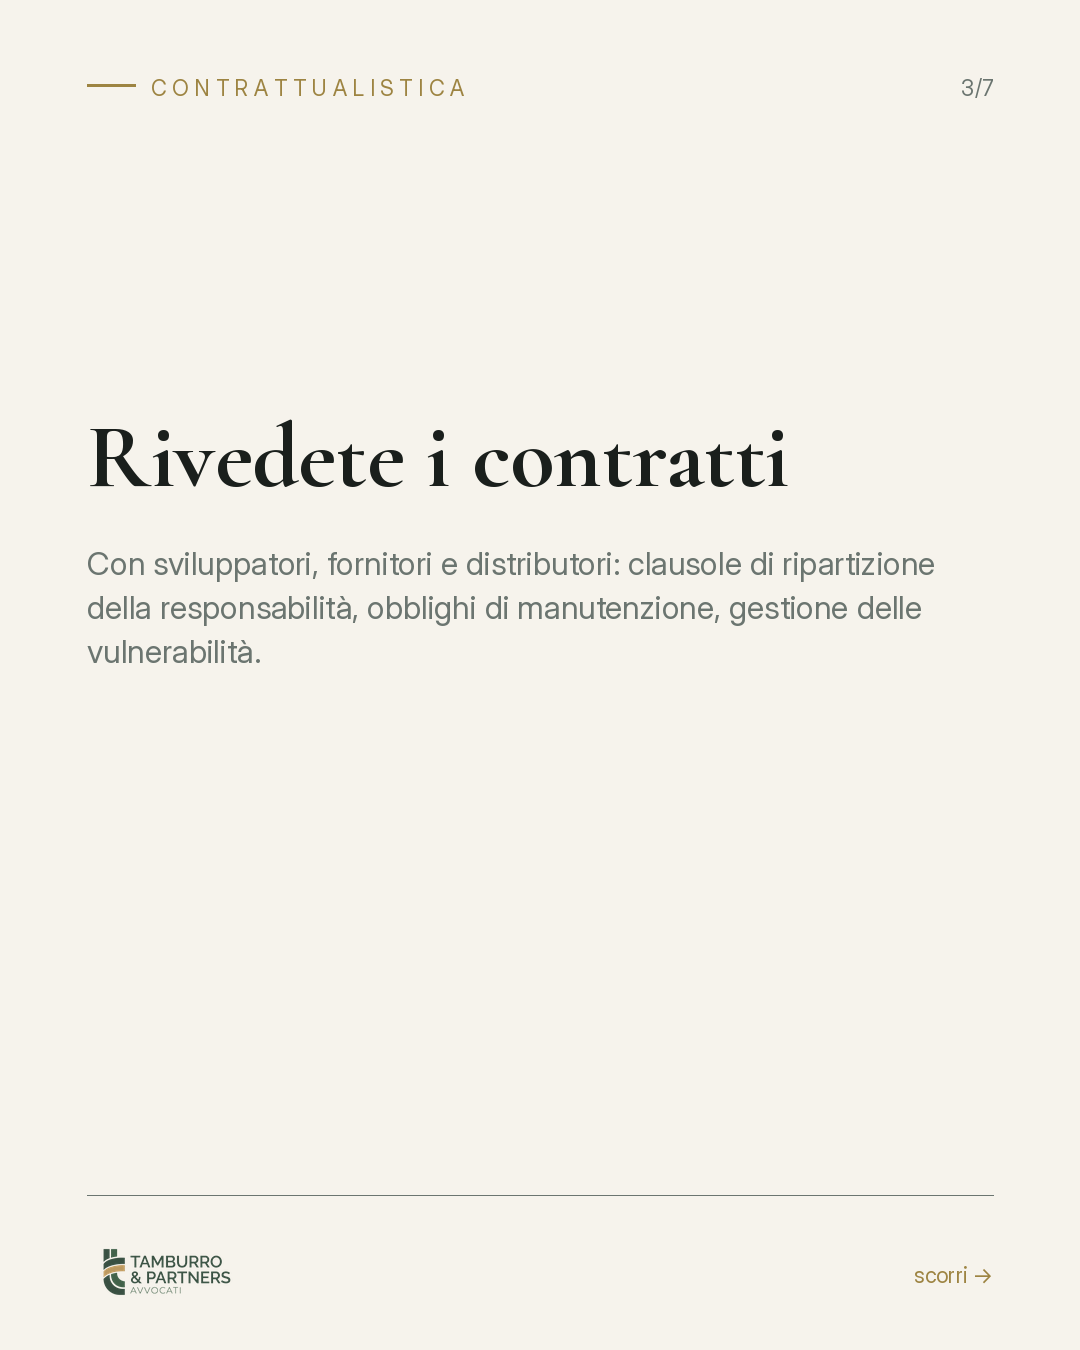 CONTRATTUALISTICA
3/7
Rivedete i contratti
Con sviluppatori, fornitori e distributori: clausole di ripartizione
della responsabilità, obblighi di manutenzione, gestione delle
vulnerabilità.
TAMBURRO
& PARTNERS
AVVOCATI
scorri →